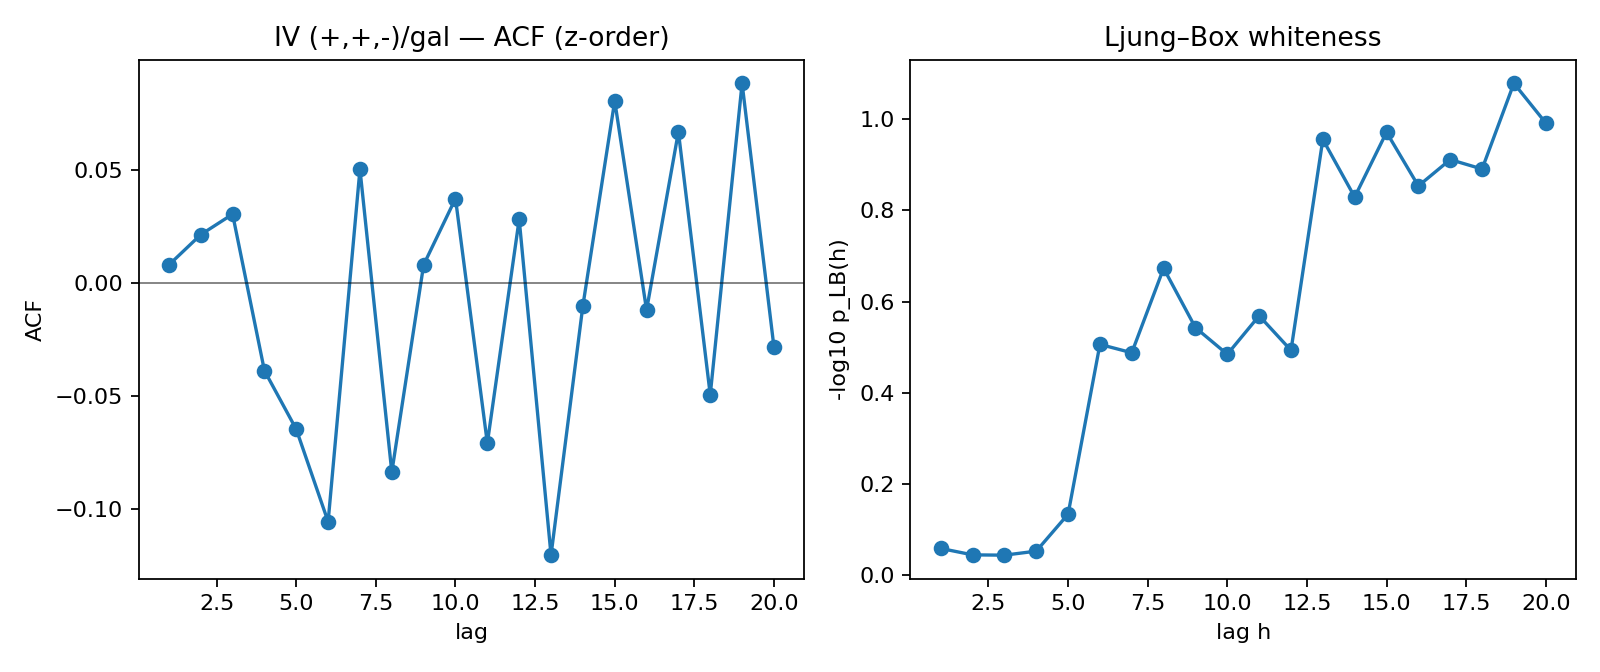 IV (+,+,-)/gal — ACF (z-order)
ACF
0.05
0.00
−0.05
−0.10
2.5 5.0 7.5 10.0 12.5 15.0 17.5 20.0
lag
Ljung–Box whiteness
-log10 p_LB(h)
1.0
0.8
0.6
0.4
0.2
0.0
2.5 5.0 7.5 10.0 12.5 15.0 17.5 20.0
lag h